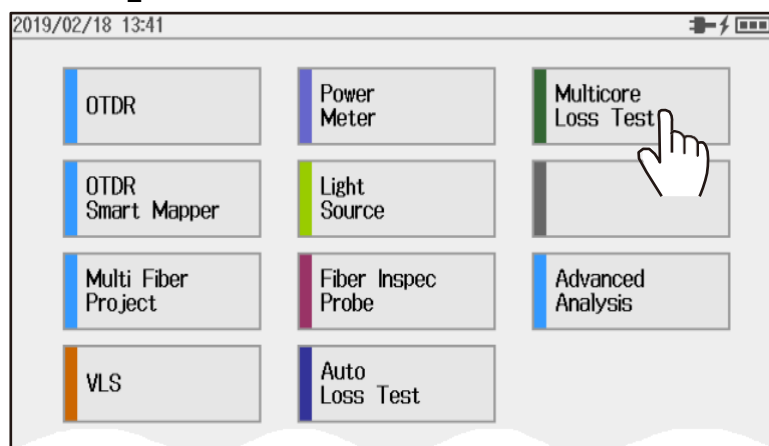 2019/02/18 13:41
OTDR
Power
Meter
Multicore
Loss Test
OTDR
Smart Mapper
Light
Source
Multi Fiber
Project
Fiber Inspec
Probe
Advanced
Analysis
VLS
Auto
Loss Test